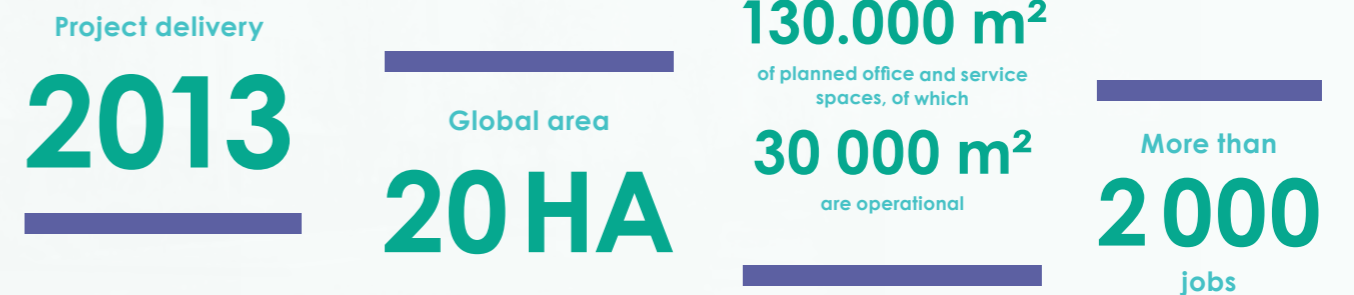 Project delivery
2013
Global area
20 HA
130.000 m²
of planned office and service
spaces, of which
30 000 m²
are operational
More than
2 000
jobs